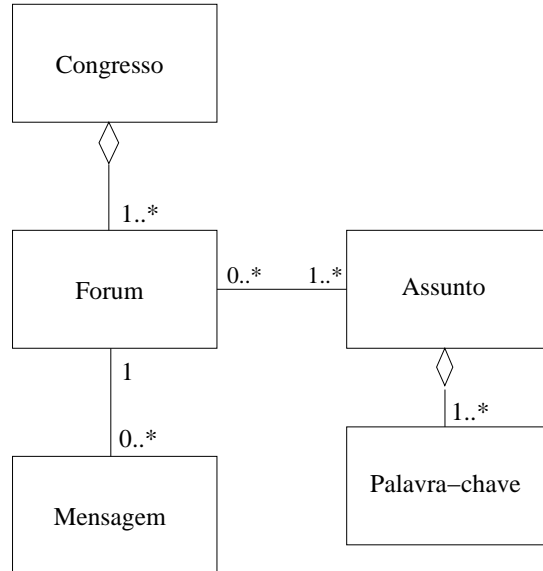 Congresso
1..*
Forum
0..*
1..*
Assunto
1
0..*
Mensagem
1..*
Palavra-chave